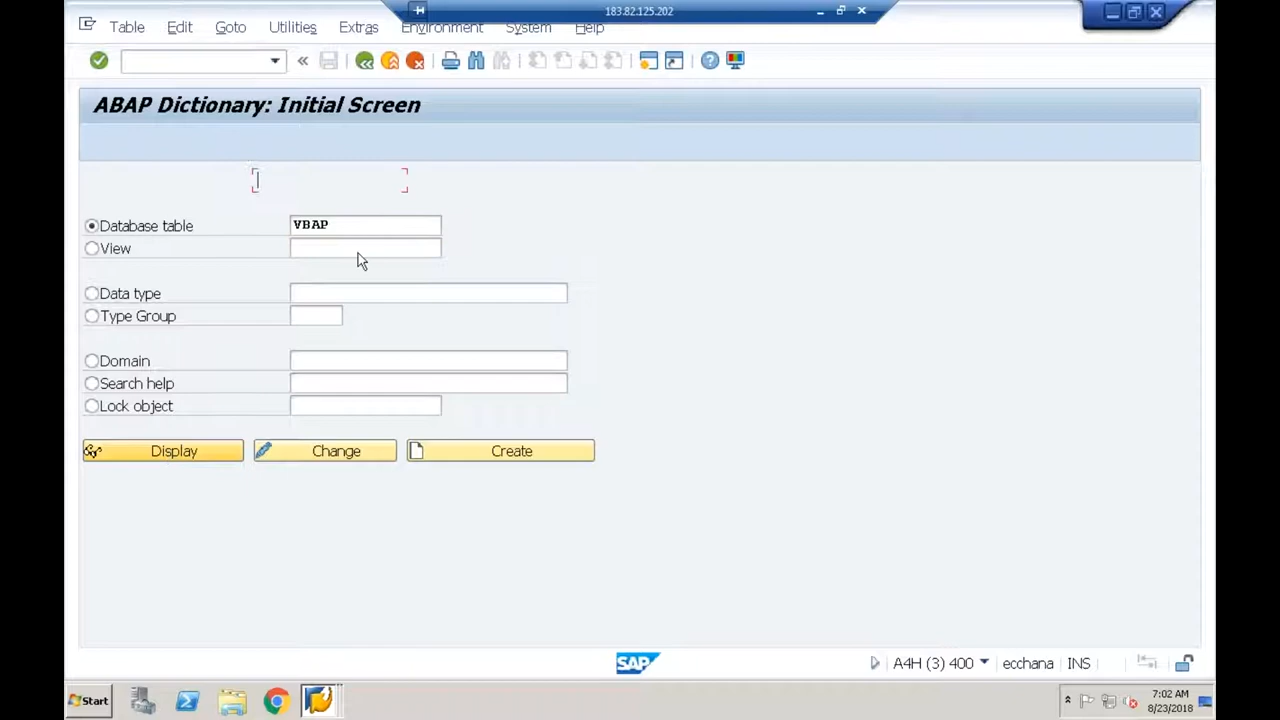 183.82.125.202
Table Edit Goto Utilities Extras Environment System Help
ABAP Dictionary: Initial Screen
Database table VBAP
View
Data type
Type Group
Domain
Search help
Lock object
Display Change Create
SAP A4H (3) 400 ecchana INS
Start 7:02 AM
8/23/2018